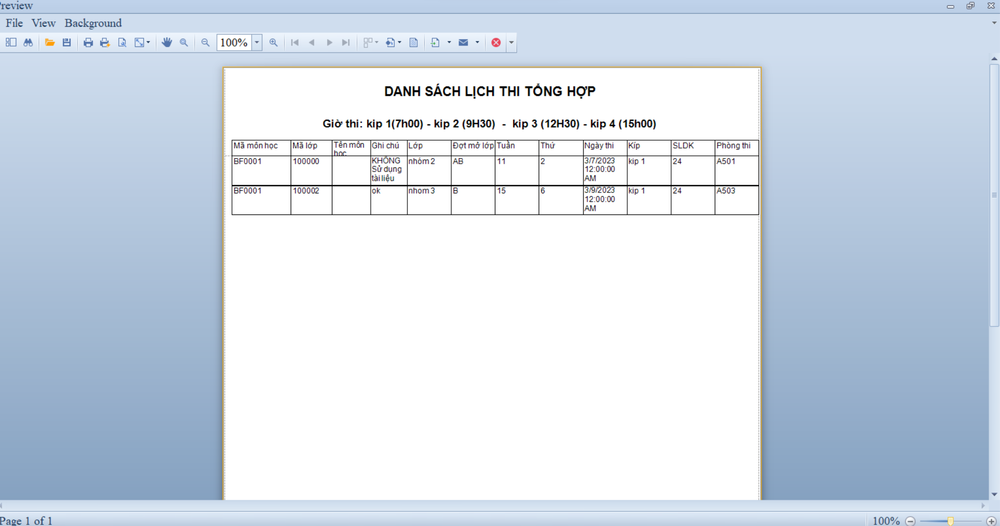 Preview
File View Background
100%
DANH SÁCH LỊCH THI TỔNG HỢP
Giờ thi: kip 1(7h00) - kip 2 (9H30) - kip 3 (12H30) - kip 4 (15h00)
Mã môn học Mã lớp Tên môn học Ghi chú Lớp Đợt mở lớp Tuần Thứ Ngày thi Kíp SLDK Phòng thi
BF0001 100000 KHÔNG Sử dụng tài liệu nhóm 2 AB 11 2 3/7/2023 12:00:00 AM kip 1 24 A501
BF0001 100002 ok nhom 3 B 15 6 3/9/2023 12:00:00 AM kip 1 24 A503
Page 1 of 1 100%